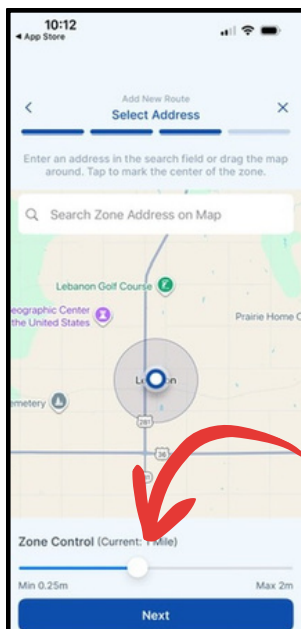 10:12
App Store
Add New Route
Select Address
Enter an address in the search field or drag the map
around. Tap to mark the center of the zone.
Search Zone Address on Map
Lebanon Golf Course
eographic Center
the United States
Prairie Home C
emetery
281
36
Zone Control (Current: 1 Mile)
Min 0.25m
Max 2m
Next